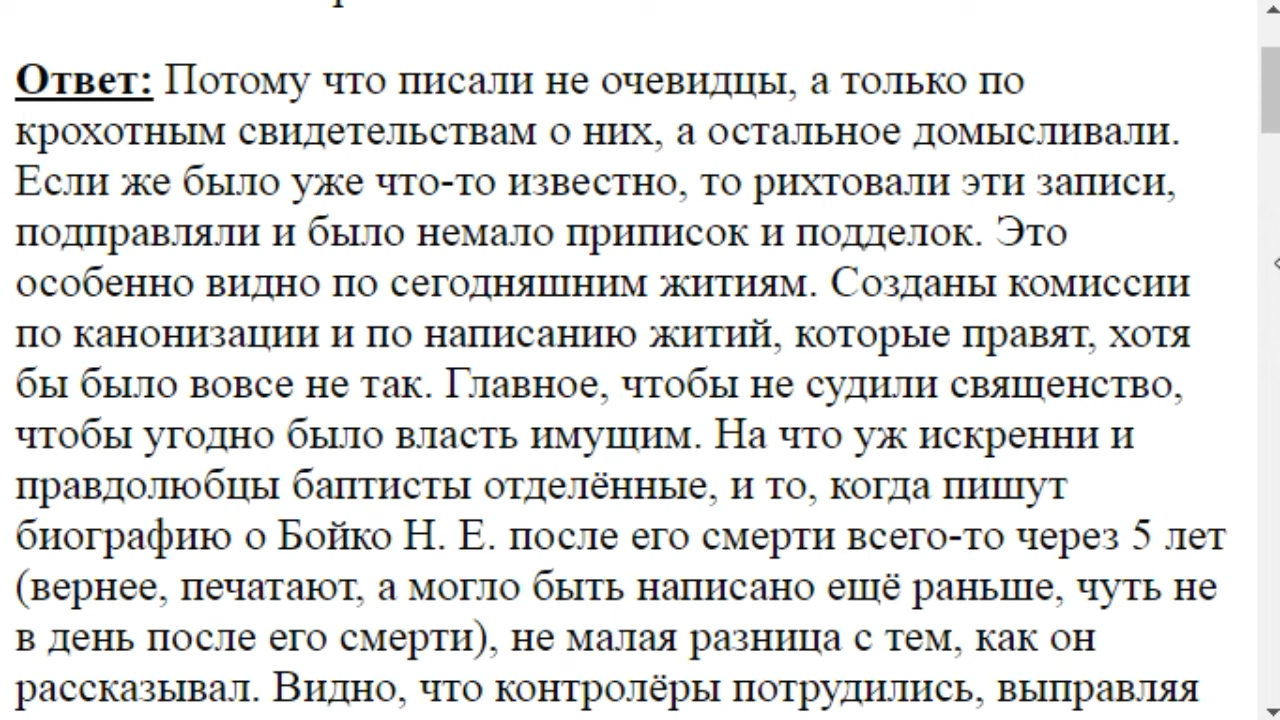 Ответ: Потому что писали не очевидцы, а только по
крохотным свидетельствам о них, а остальное домысливали.
Если же было уже что-то известно, то рихтовали эти записи,
подправляли и было немало приписок и подделок. Это
особенно видно по сегодняшним житиям. Созданы комиссии
по канонизации и по написанию житий, которые правят, хотя
бы было вовсе не так. Главное, чтобы не судили священство,
чтобы угодно было власть имущим. На что уж искренни и
правдолюбцы баптисты отделённые, и то, когда пишут
биографию о Бойко Н. Е. после его смерти всего-то через 5 лет
(вернее, печатают, а могло быть написано ещё раньше, чуть не
в день после его смерти), не малая разница с тем, как он
рассказывал. Видно, что контролёры потрудились, выправляя